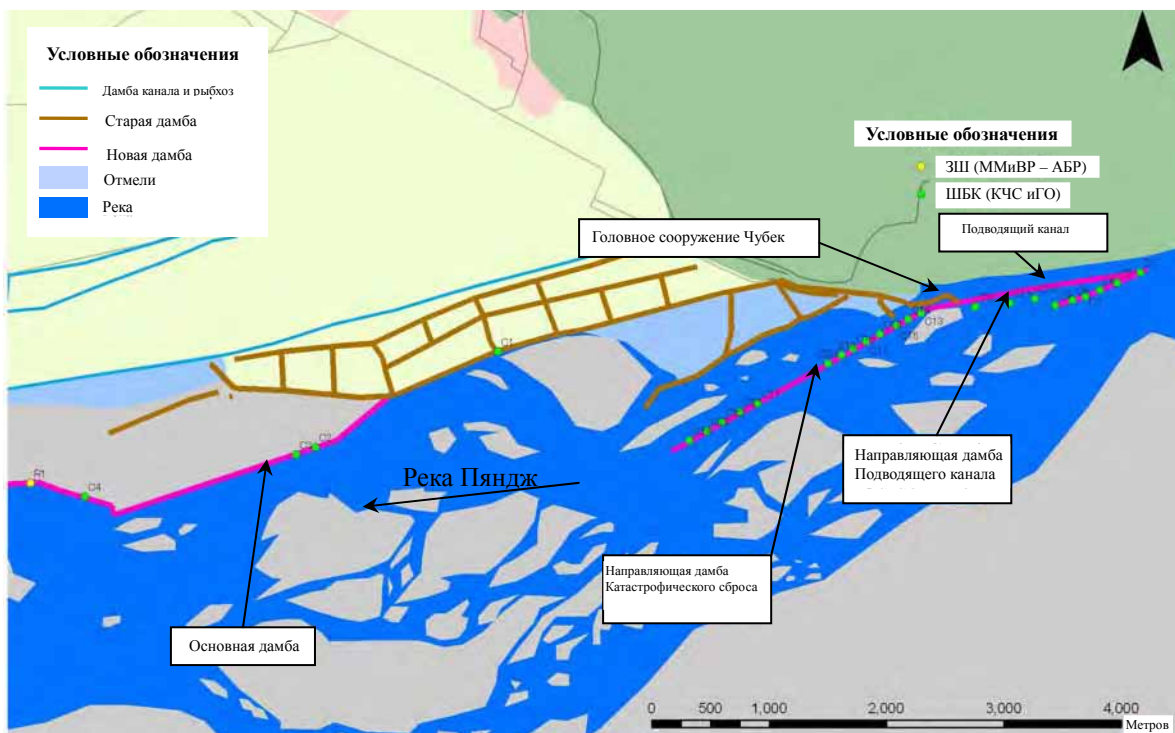 Условные обозначения
Дамба канала и рыбхоз
Старая дамба
Новая дамба
Отмели
Река
Условные обозначения
ЗШ (ММиВР – АБР)
ШБК (КЧС иГО)
Головное сооружение Чубек
Подводящий канал
C1
C13
C2
C4
Река Пяндж
Направляющая дамба
Подводящего канала
Направляющая дамба
Катастрофического сброса
Основная дамба
0 500 1,000 2,000 3,000 4,000
Метров